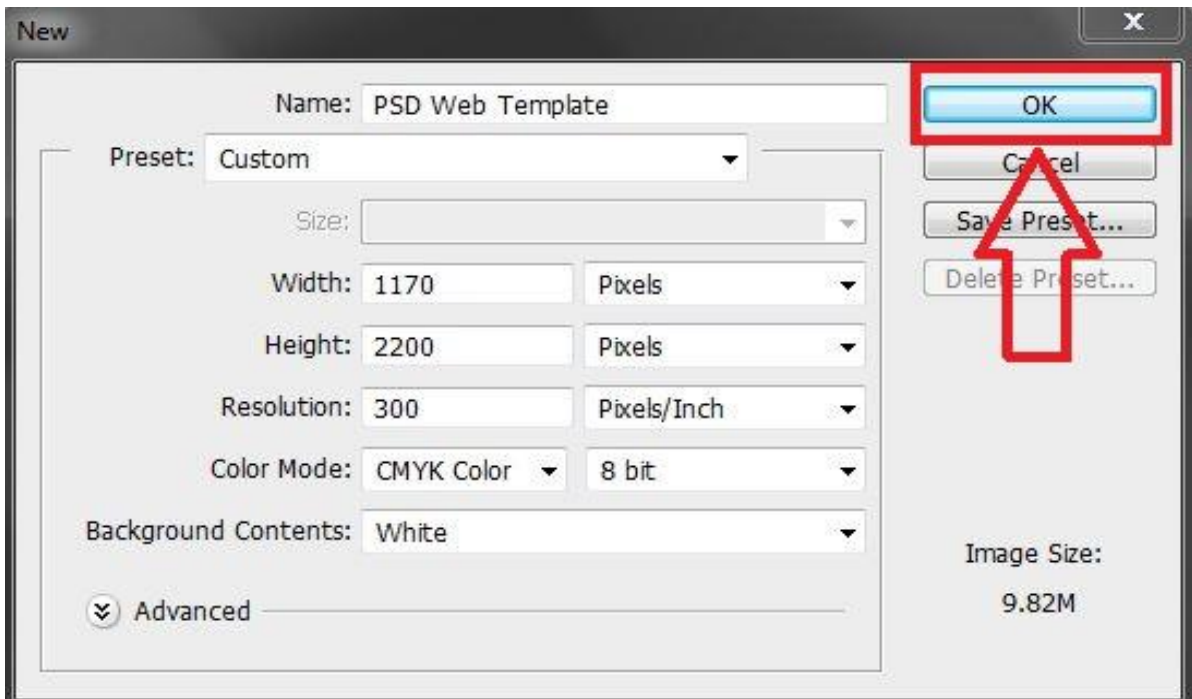 New
x
Name: PSD Web Template
OK
Preset: Custom
Cancel
Size:
Save Preset...
Width: 1170 Pixels
Delete Preset...
Height: 2200 Pixels
Resolution: 300 Pixels/Inch
Color Mode: CMYK Color 8 bit
Background Contents: White
Image Size:
9.82M
Advanced